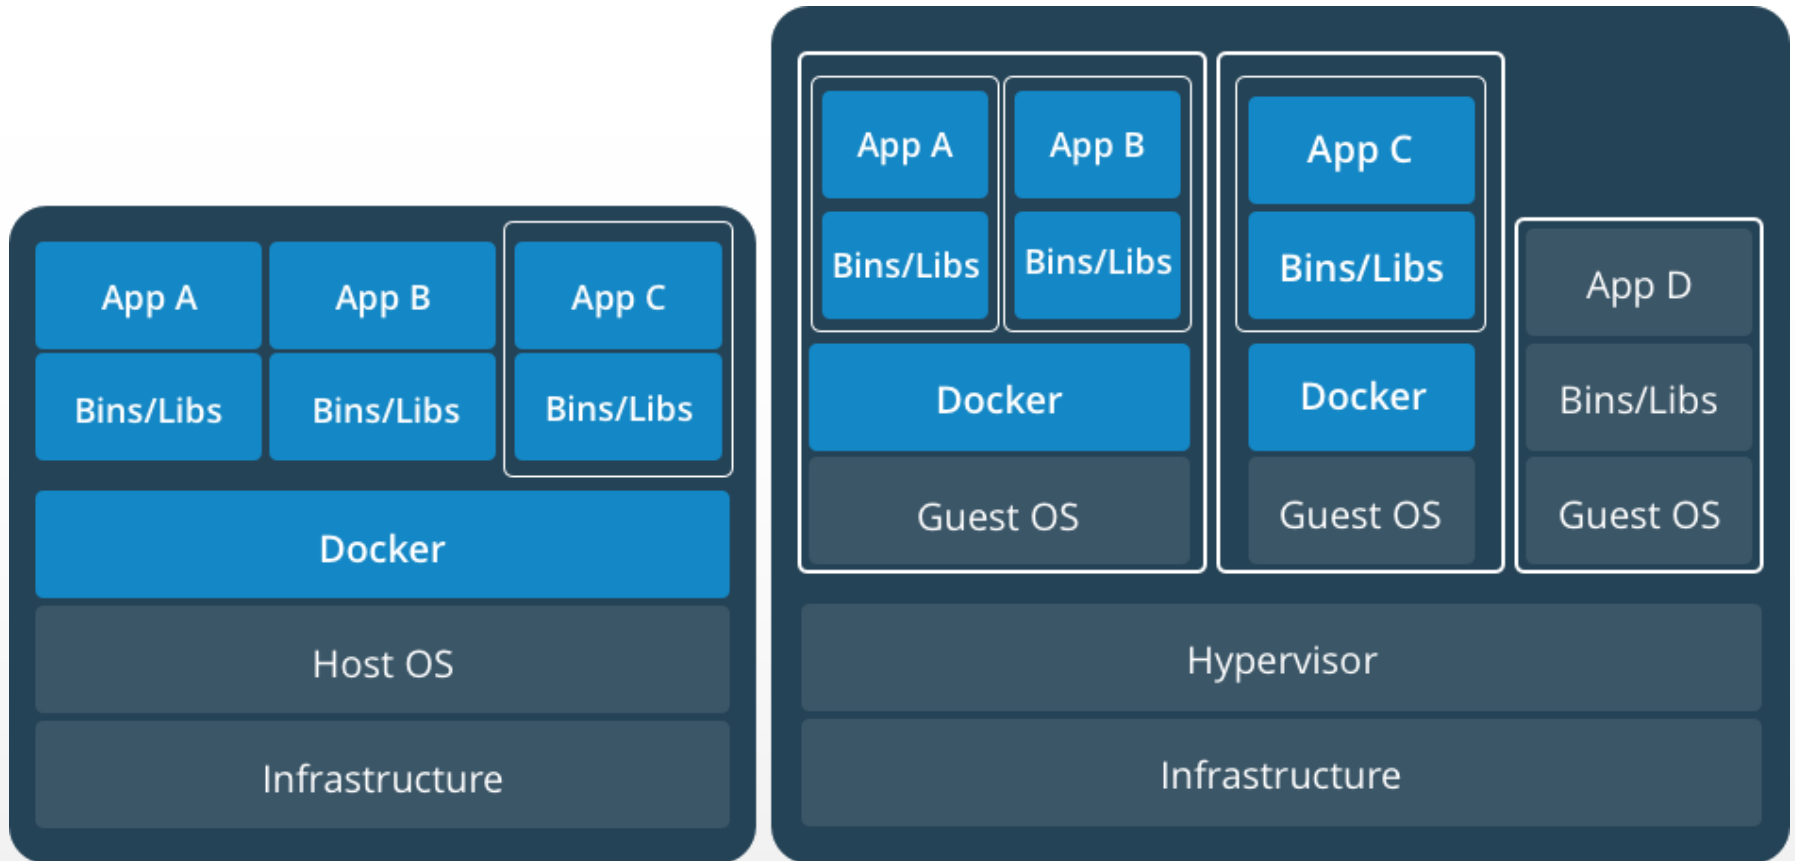 App A
App B
App C
Bins/Libs
Bins/Libs
Bins/Libs
Docker
Host OS
Infrastructure
App A
App B
App C
Bins/Libs
Bins/Libs
Bins/Libs
App D
Docker
Docker
Bins/Libs
Guest OS
Guest OS
Guest OS
Hypervisor
Infrastructure